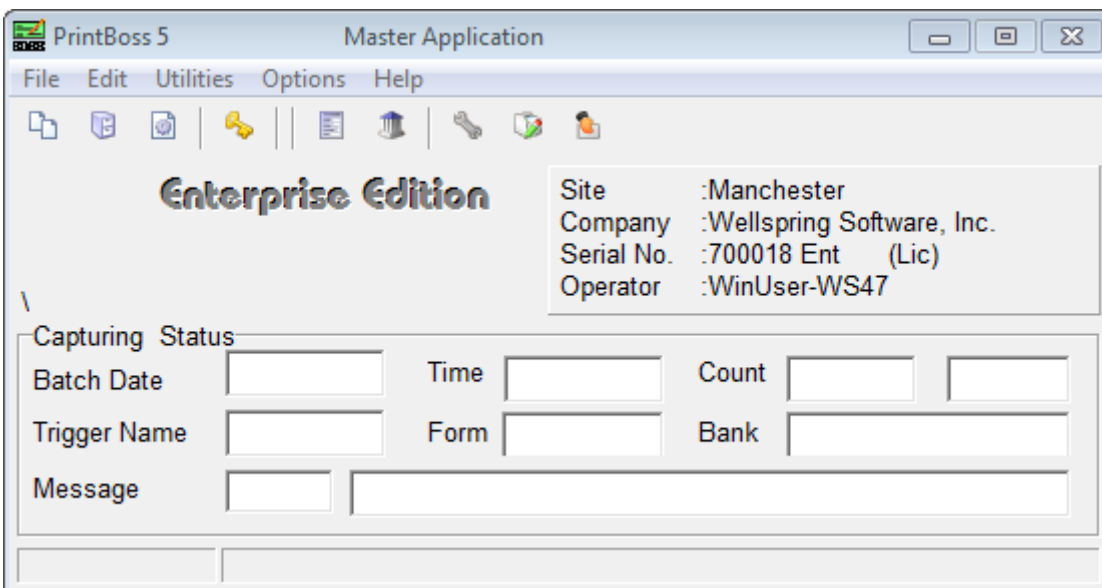 BOSS PrintBoss 5 Master Application
File Edit Utilities Options Help
Enterprise Edition
Site :Manchester
Company :Wellspring Software, Inc.
Serial No. :700018 Ent (Lic)
Operator :WinUser-WS47
\
Capturing Status
Batch Date Time Count
Trigger Name Form Bank
Message